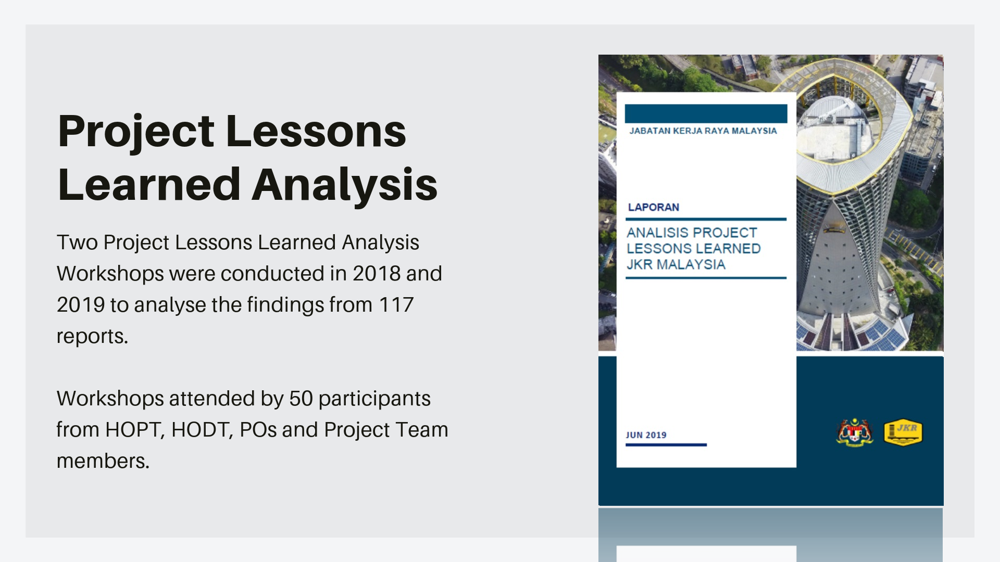 Project Lessons
Learned Analysis
Two Project Lessons Learned Analysis
Workshops were conducted in 2018 and
2019 to analyse the findings from 117
reports.
Workshops attended by 50 participants
from HOPT, HODT, POs and Project Team
members.
JABATAN KERJA RAYA MALAYSIA
LAPORAN
ANALISIS PROJECT
LESSONS LEARNED
JKR MALAYSIA
JUN 2019
JKR